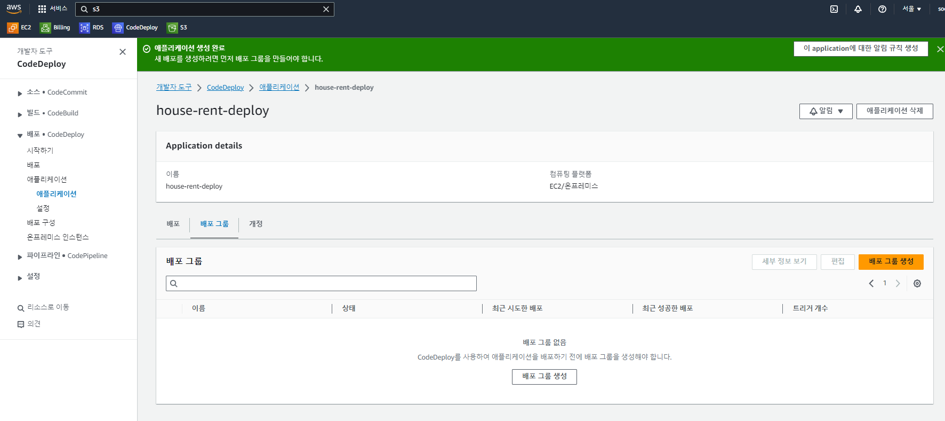 aws
서비스
s3
서울 ▼
EC2
Billing
RDS
CodeDeploy
S3
개발자 도구
CodeDeploy
소스 • CodeCommit
빌드 • CodeBuild
배포 • CodeDeploy
시작하기
배포
애플리케이션
애플리케이션
설정
배포 구성
온프레미스 인스턴스
파이프라인 • CodePipeline
설정
리소스로 이동
의견
애플리케이션 생성 완료
새 배포를 생성하려면 먼저 배포 그룹을 만들어야 합니다.
이 application에 대한 알림 규칙 생성
개발자 도구 > CodeDeploy > 애플리케이션 > house-rent-deploy
house-rent-deploy
알림 ▼
애플리케이션 삭제
Application details
이름
house-rent-deploy
컴퓨팅 플랫폼
EC2/온프레미스
배포
배포 그룹
개정
배포 그룹
세부 정보 보기
편집
배포 그룹 생성
1
이름
상태
최근 시도한 배포
최근 성공한 배포
트리거 개수
배포 그룹 없음
CodeDeploy를 사용하여 애플리케이션을 배포하기 전에 배포 그룹을 생성해야 합니다.
배포 그룹 생성